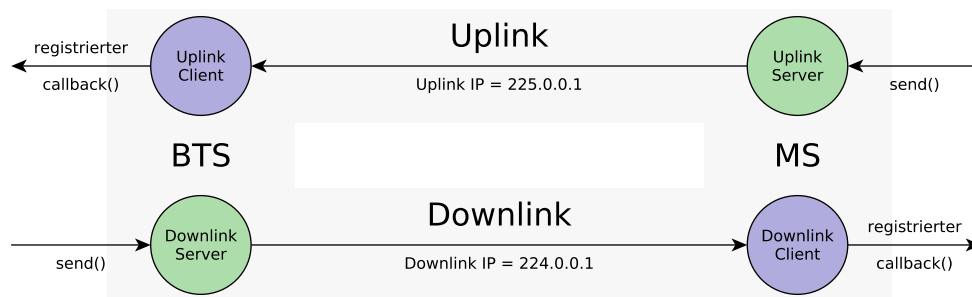 Uplink
registrierter
callback()
Uplink
Client
Uplink IP = 225.0.0.1
Uplink
Server
send()
BTS
MS
Downlink
send()
Downlink
Server
Downlink IP = 224.0.0.1
Downlink
Client
registrierter
callback()